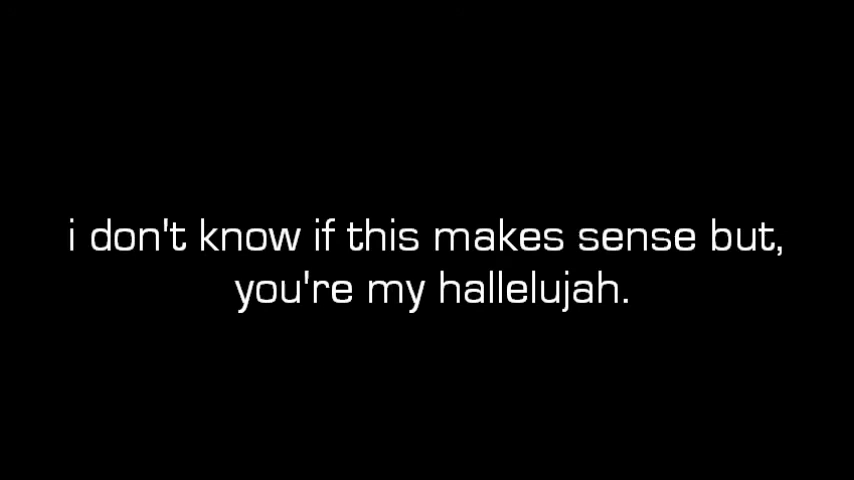 i don't know if this makes sense but,
you're my hallelujah.